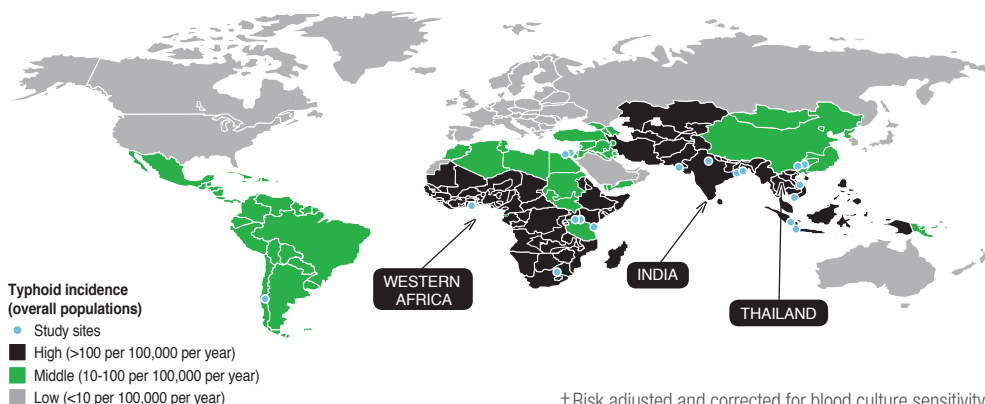 WESTERN
AFRICA
INDIA
THAILAND
Typhoid incidence
(overall populations)
Study sites
High (>100 per 100,000 per year)
Middle (10-100 per 100,000 per year)
Low (<10 per 100,000 per year)
†Risk adjusted and corrected for blood culture sensitivity